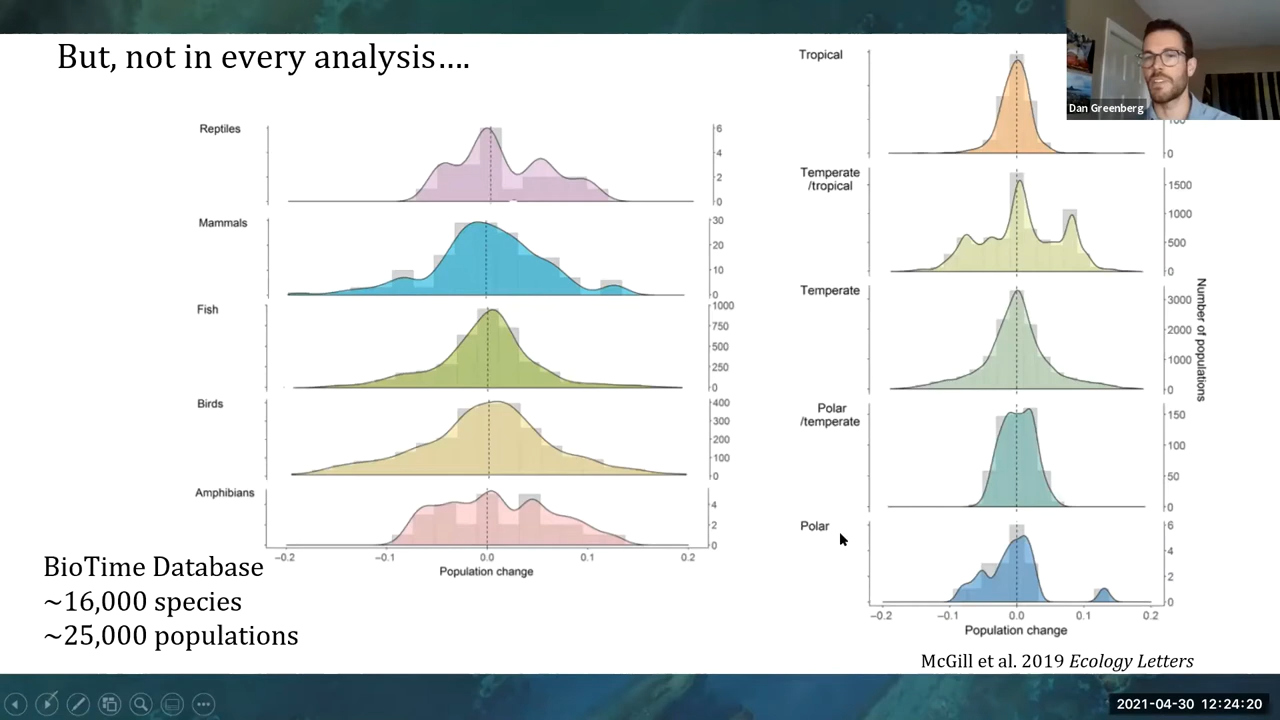 But, not in every analysis….
Dan Greenberg
Reptiles
6
4
2
0
Mammals
30
20
10
0
Fish
1000
750
500
250
0
Birds
400
300
200
100
0
Amphibians
4
2
0
−0.2
−0.1
0.0
0.1
0.2
Population change
Tropical
100
0
Temperate
/tropical
1500
1000
500
0
Temperate
3000
2000
1000
0
Polar
/temperate
150
100
50
0
Polar
6
4
2
0
−0.2
−0.1
0.0
0.1
0.2
Population change
Number of populations
BioTime Database
~16,000 species
~25,000 populations
McGill et al. 2019 Ecology Letters
2021-04-30 12:24:20